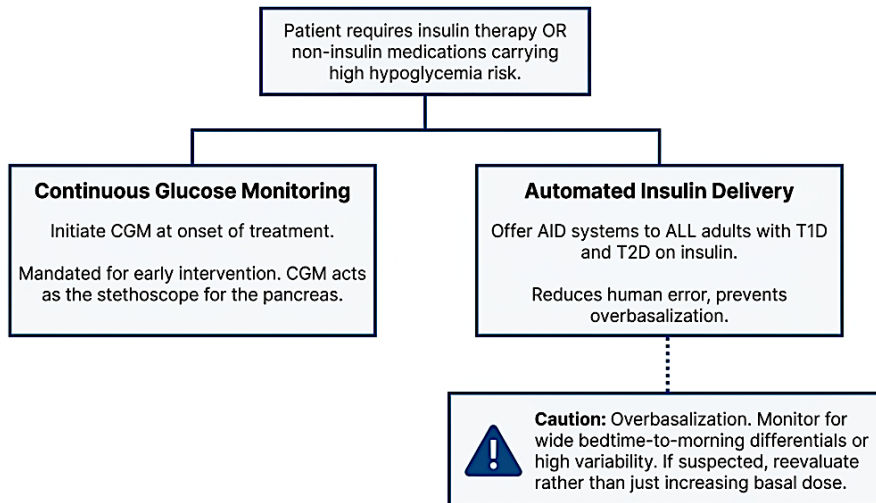 Patient requires insulin therapy OR
non-insulin medications carrying
high hypoglycemia risk.
Continuous Glucose Monitoring
Initiate CGM at onset of treatment.
Mandated for early intervention. CGM acts
as the stethoscope for the pancreas.
Automated Insulin Delivery
Offer AID systems to ALL adults with T1D
and T2D on insulin.
Reduces human error, prevents
overbasalization.
Caution: Overbasalization. Monitor for
wide bedtime-to-morning differentials or
high variability. If suspected, reevaluate
rather than just increasing basal dose.